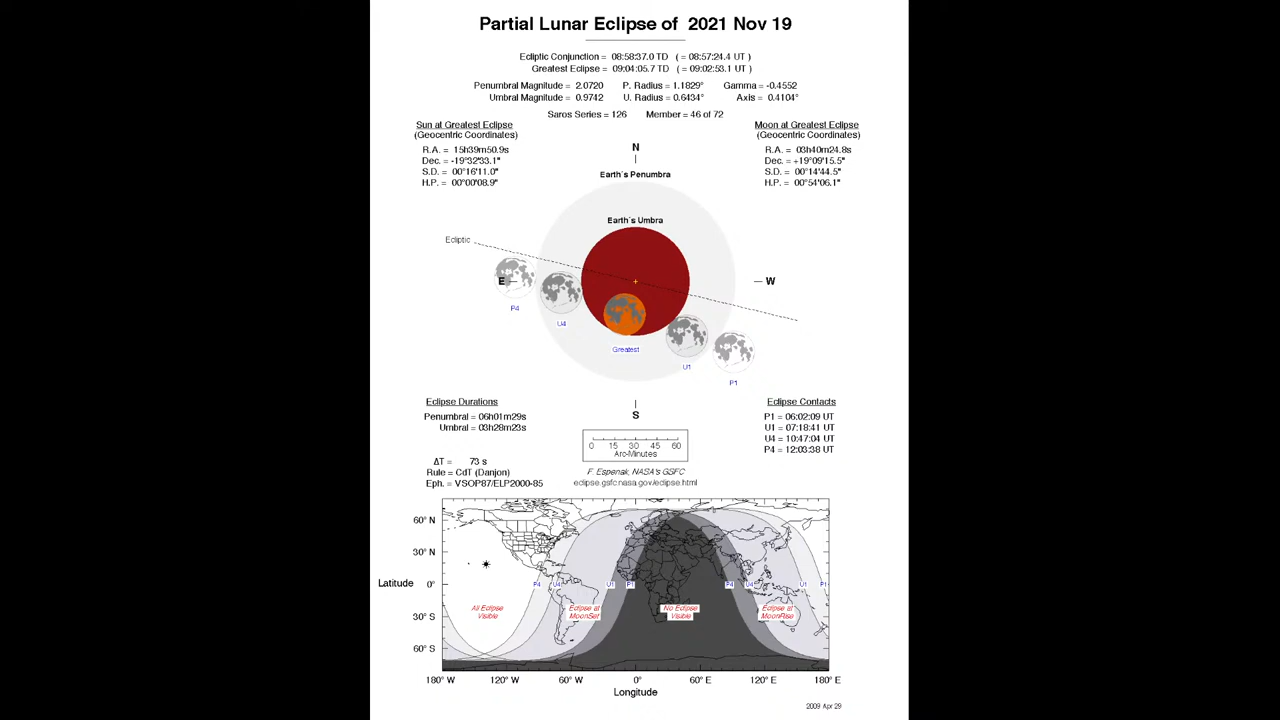 Partial Lunar Eclipse of 2021 Nov 19
Ecliptic Conjunction = 08:58:37.0 TD ( = 08:57:24.4 UT )
Greatest Eclipse = 09:04:05.7 TD ( = 09:02:53.1 UT )
Penumbral Magnitude = 2.0720 P. Radius = 1.1829° Gamma = -0.4552
Umbral Magnitude = 0.9742 U. Radius = 0.6434° Axis = 0.4104°
Saros Series = 126 Member = 46 of 72
Sun at Greatest Eclipse
(Geocentric Coordinates)
R.A. = 15h39m50.9s
Dec. = -19°32'33.1"
S.D. = 00°16'11.0"
H.P. = 00°00'08.9"
Moon at Greatest Eclipse
(Geocentric Coordinates)
R.A. = 03h40m24.8s
Dec. = +19°09'15.5"
S.D. = 00°14'44.5"
H.P. = 00°54'06.1"
N
Earth's Penumbra
Earth's Umbra
Ecliptic
E
W
P4
U4
Greatest
U1
P1
S
Eclipse Durations
Penumbral = 06h01m29s
Umbral = 03h28m23s
ΔT = 73 s
Rule = CdT (Danjon)
Eph. = VSOP87/ELP2000-85
0 15 30 45 60
Arc-Minutes
F. Espenak, NASA's GSFC
eclipse.gsfc.nasa.gov/eclipse.html
Eclipse Contacts
P1 = 06:02:09 UT
U1 = 07:18:41 UT
U4 = 10:47:04 UT
P4 = 12:03:38 UT
60° N
30° N
Latitude 0°
30° S
60° S
P4 U4 U1 P1 P4 U4 U1 P1
All Eclipse
Visible
Eclipse at
MoonSet
No Eclipse
Visible
Eclipse at
MoonRise
180° W 120° W 60° W 0° 60° E 120° E 180° E
Longitude
2009 Apr 29